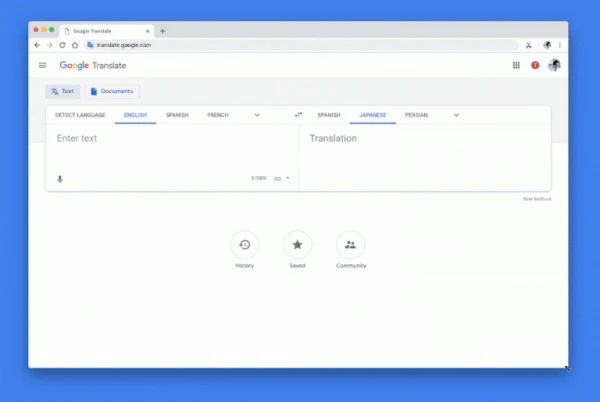 Google Translate
translate.google.com
Google Translate
?
Text
Documents
DETECT LANGUAGE
ENGLISH
SPANISH
FRENCH
SPANISH
JAPANESE
PERSIAN
Enter text
Translation
0/5000
Send feedback
History
Saved
Community